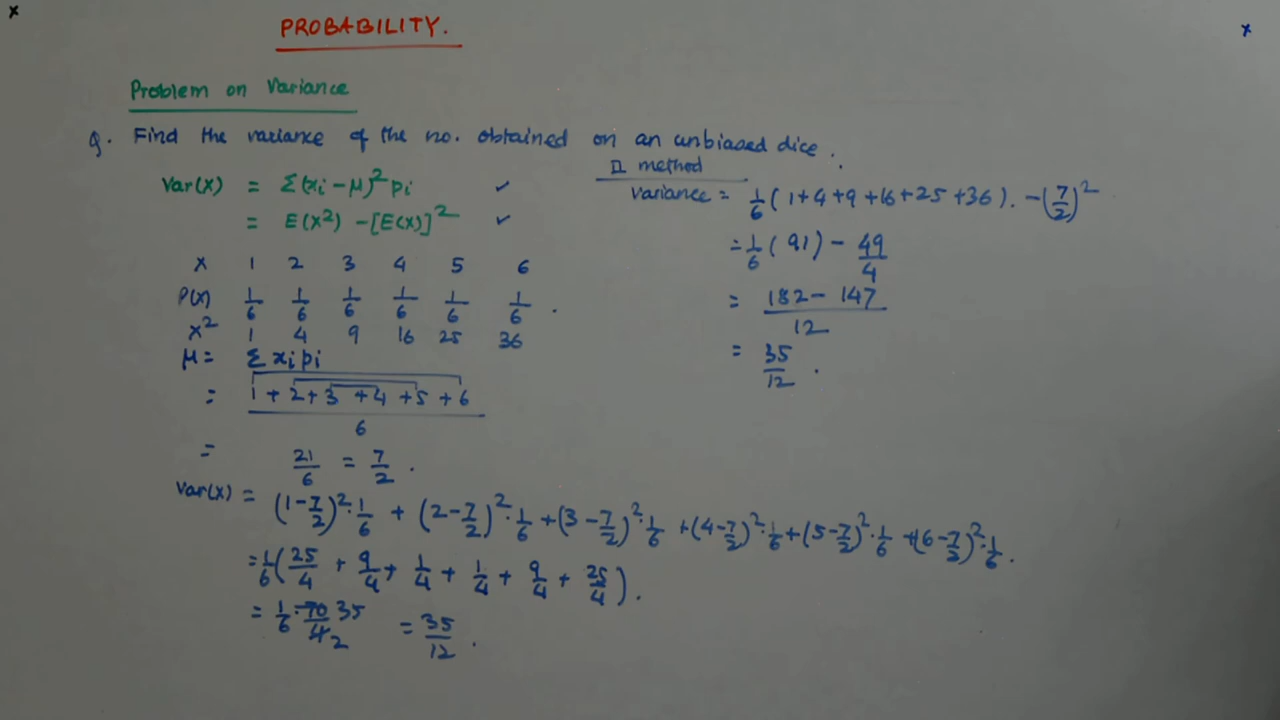 x
x
PROBABILITY.
Problem on Variance
Q. Find the variance of the no. obtained on an unbiased dice.
Var(X) = Σ(xi - μ)² pi ✓
= E(X²) - [E(X)]² ✓
X 1 2 3 4 5 6
P(X) 1/6 1/6 1/6 1/6 1/6 1/6 .
X² 1 4 9 16 25 36
μ = Σ xi pi
= (1 + 2 + 3 + 4 + 5 + 6)/6
= 21/6 = 7/2 .
Var(X) = (1 - 7/2)² · 1/6 + (2 - 7/2)² · 1/6 + (3 - 7/2)² · 1/6 + (4 - 7/2)² · 1/6 + (5 - 7/2)² · 1/6 + (6 - 7/2)² · 1/6 .
= 1/6 (25/4 + 9/4 + 1/4 + 1/4 + 9/4 + 25/4) .
= 1/6 · 70/4 35 2 = 35/12 .
II method
Variance = 1/6 (1 + 4 + 9 + 16 + 25 + 36) . - (7/2)²
= 1/6 (91) - 49/4
= (182 - 147)/12
= 35/12 .